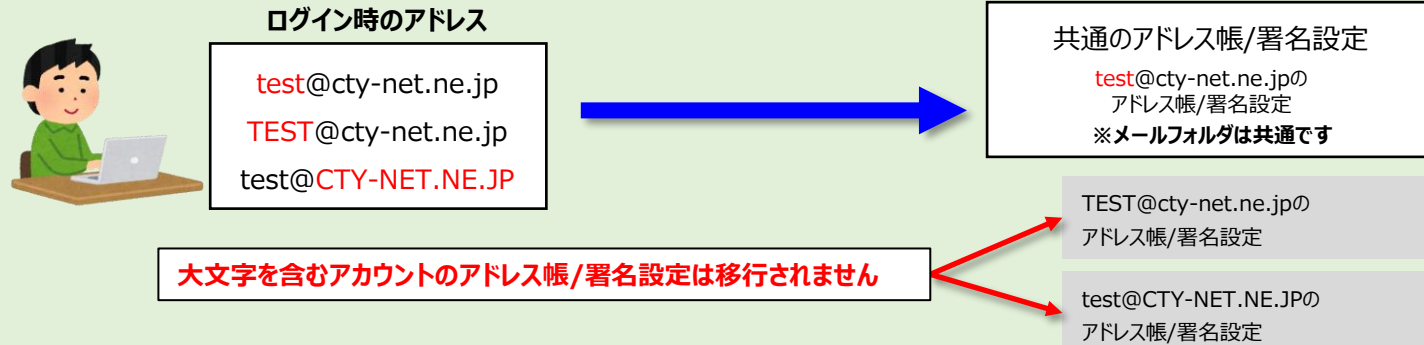 ログイン時のアドレス
test@cty-net.ne.jp
TEST@cty-net.ne.jp
test@CTY-NET.NE.JP
共通のアドレス帳/署名設定
test@cty-net.ne.jpの
アドレス帳/署名設定
※メールフォルダは共通です
大文字を含むアカウントのアドレス帳/署名設定は移行されません
TEST@cty-net.ne.jpの
アドレス帳/署名設定
test@CTY-NET.NE.JPの
アドレス帳/署名設定